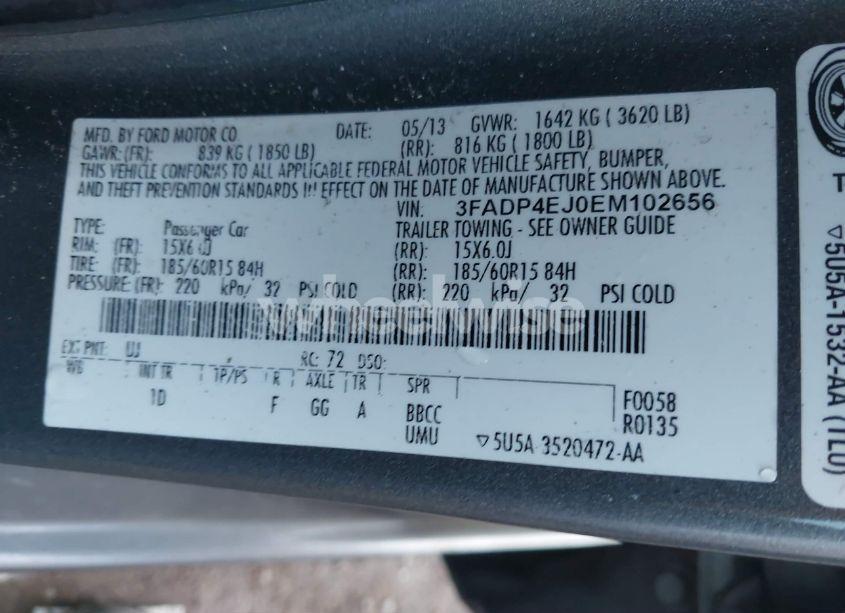 MFD. BY FORD MOTOR CO.
DATE: 05/13 GVWR: 1642 KG ( 3620 LB)
GAWR:(FR): 839 KG ( 1850 LB) (RR): 816 KG ( 1800 LB)
THIS VEHICLE CONFORMS TO ALL APPLICABLE FEDERAL MOTOR VEHICLE SAFETY, BUMPER,
AND THEFT PREVENTION STANDARDS IN EFFECT ON THE DATE OF MANUFACTURE SHOWN ABOVE.
VIN: 3FADP4EJ0EM102656
TYPE: Passenger Car TRAILER TOWING - SEE OWNER GUIDE
RIM: (FR): 15X6.0J (RR): 15X6.0J
TIRE: (FR): 185/60R15 84H (RR): 185/60R15 84H
PRESSURE: (FR): 220 kPa/ 32 PSI COLD (RR): 220 kPa/ 32 PSI COLD
wheelwise
EXT PNT: UJ RC: 72 DSO:
WB INT TR TP/PS R AXLE TR SPR
1D F GG A BBCC
UMU
F0058
R0135
▽5U5A-3520472-AA
▽5U5A-1532-AA (TLU)